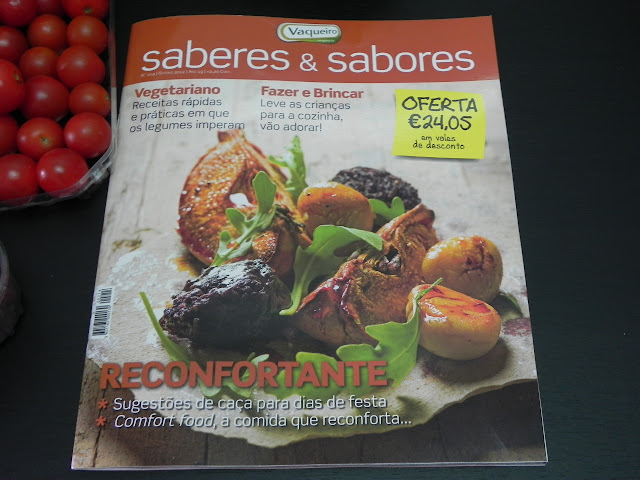 Vaqueiro
saberes & sabores
Vegetariano
Receitas rápidas
e práticas em que
os legumes imperam
Fazer e Brincar
Leve as crianças
para a cozinha,
vão adorar!
OFERTA
€24,05
em vales
de desconto
RECONFORTANTE
* Sugestões de caça para dias de festa
* Comfort food, a comida que reconforta...